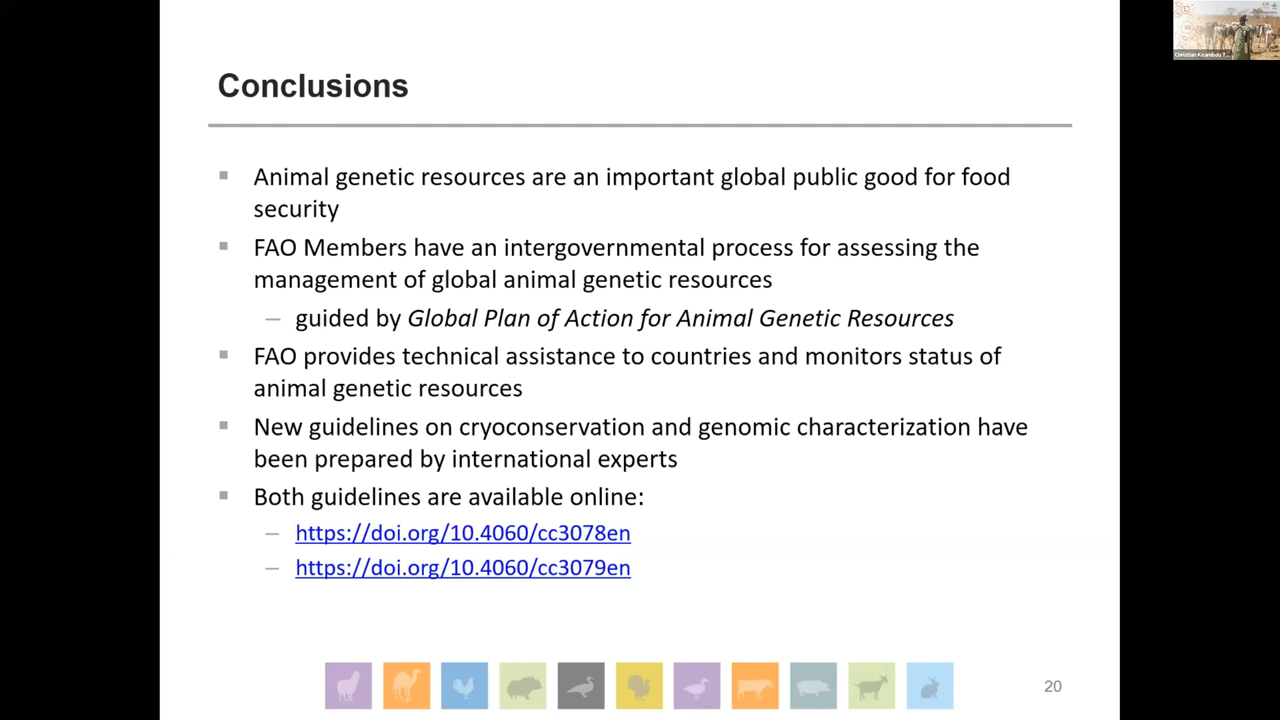 Conclusions
Animal genetic resources are an important global public good for food
security
FAO Members have an intergovernmental process for assessing the
management of global animal genetic resources
– guided by Global Plan of Action for Animal Genetic Resources
FAO provides technical assistance to countries and monitors status of
animal genetic resources
New guidelines on cryoconservation and genomic characterization have
been prepared by international experts
Both guidelines are available online:
– https://doi.org/10.4060/cc3078en
– https://doi.org/10.4060/cc3079en
20
Christian Keambou T...